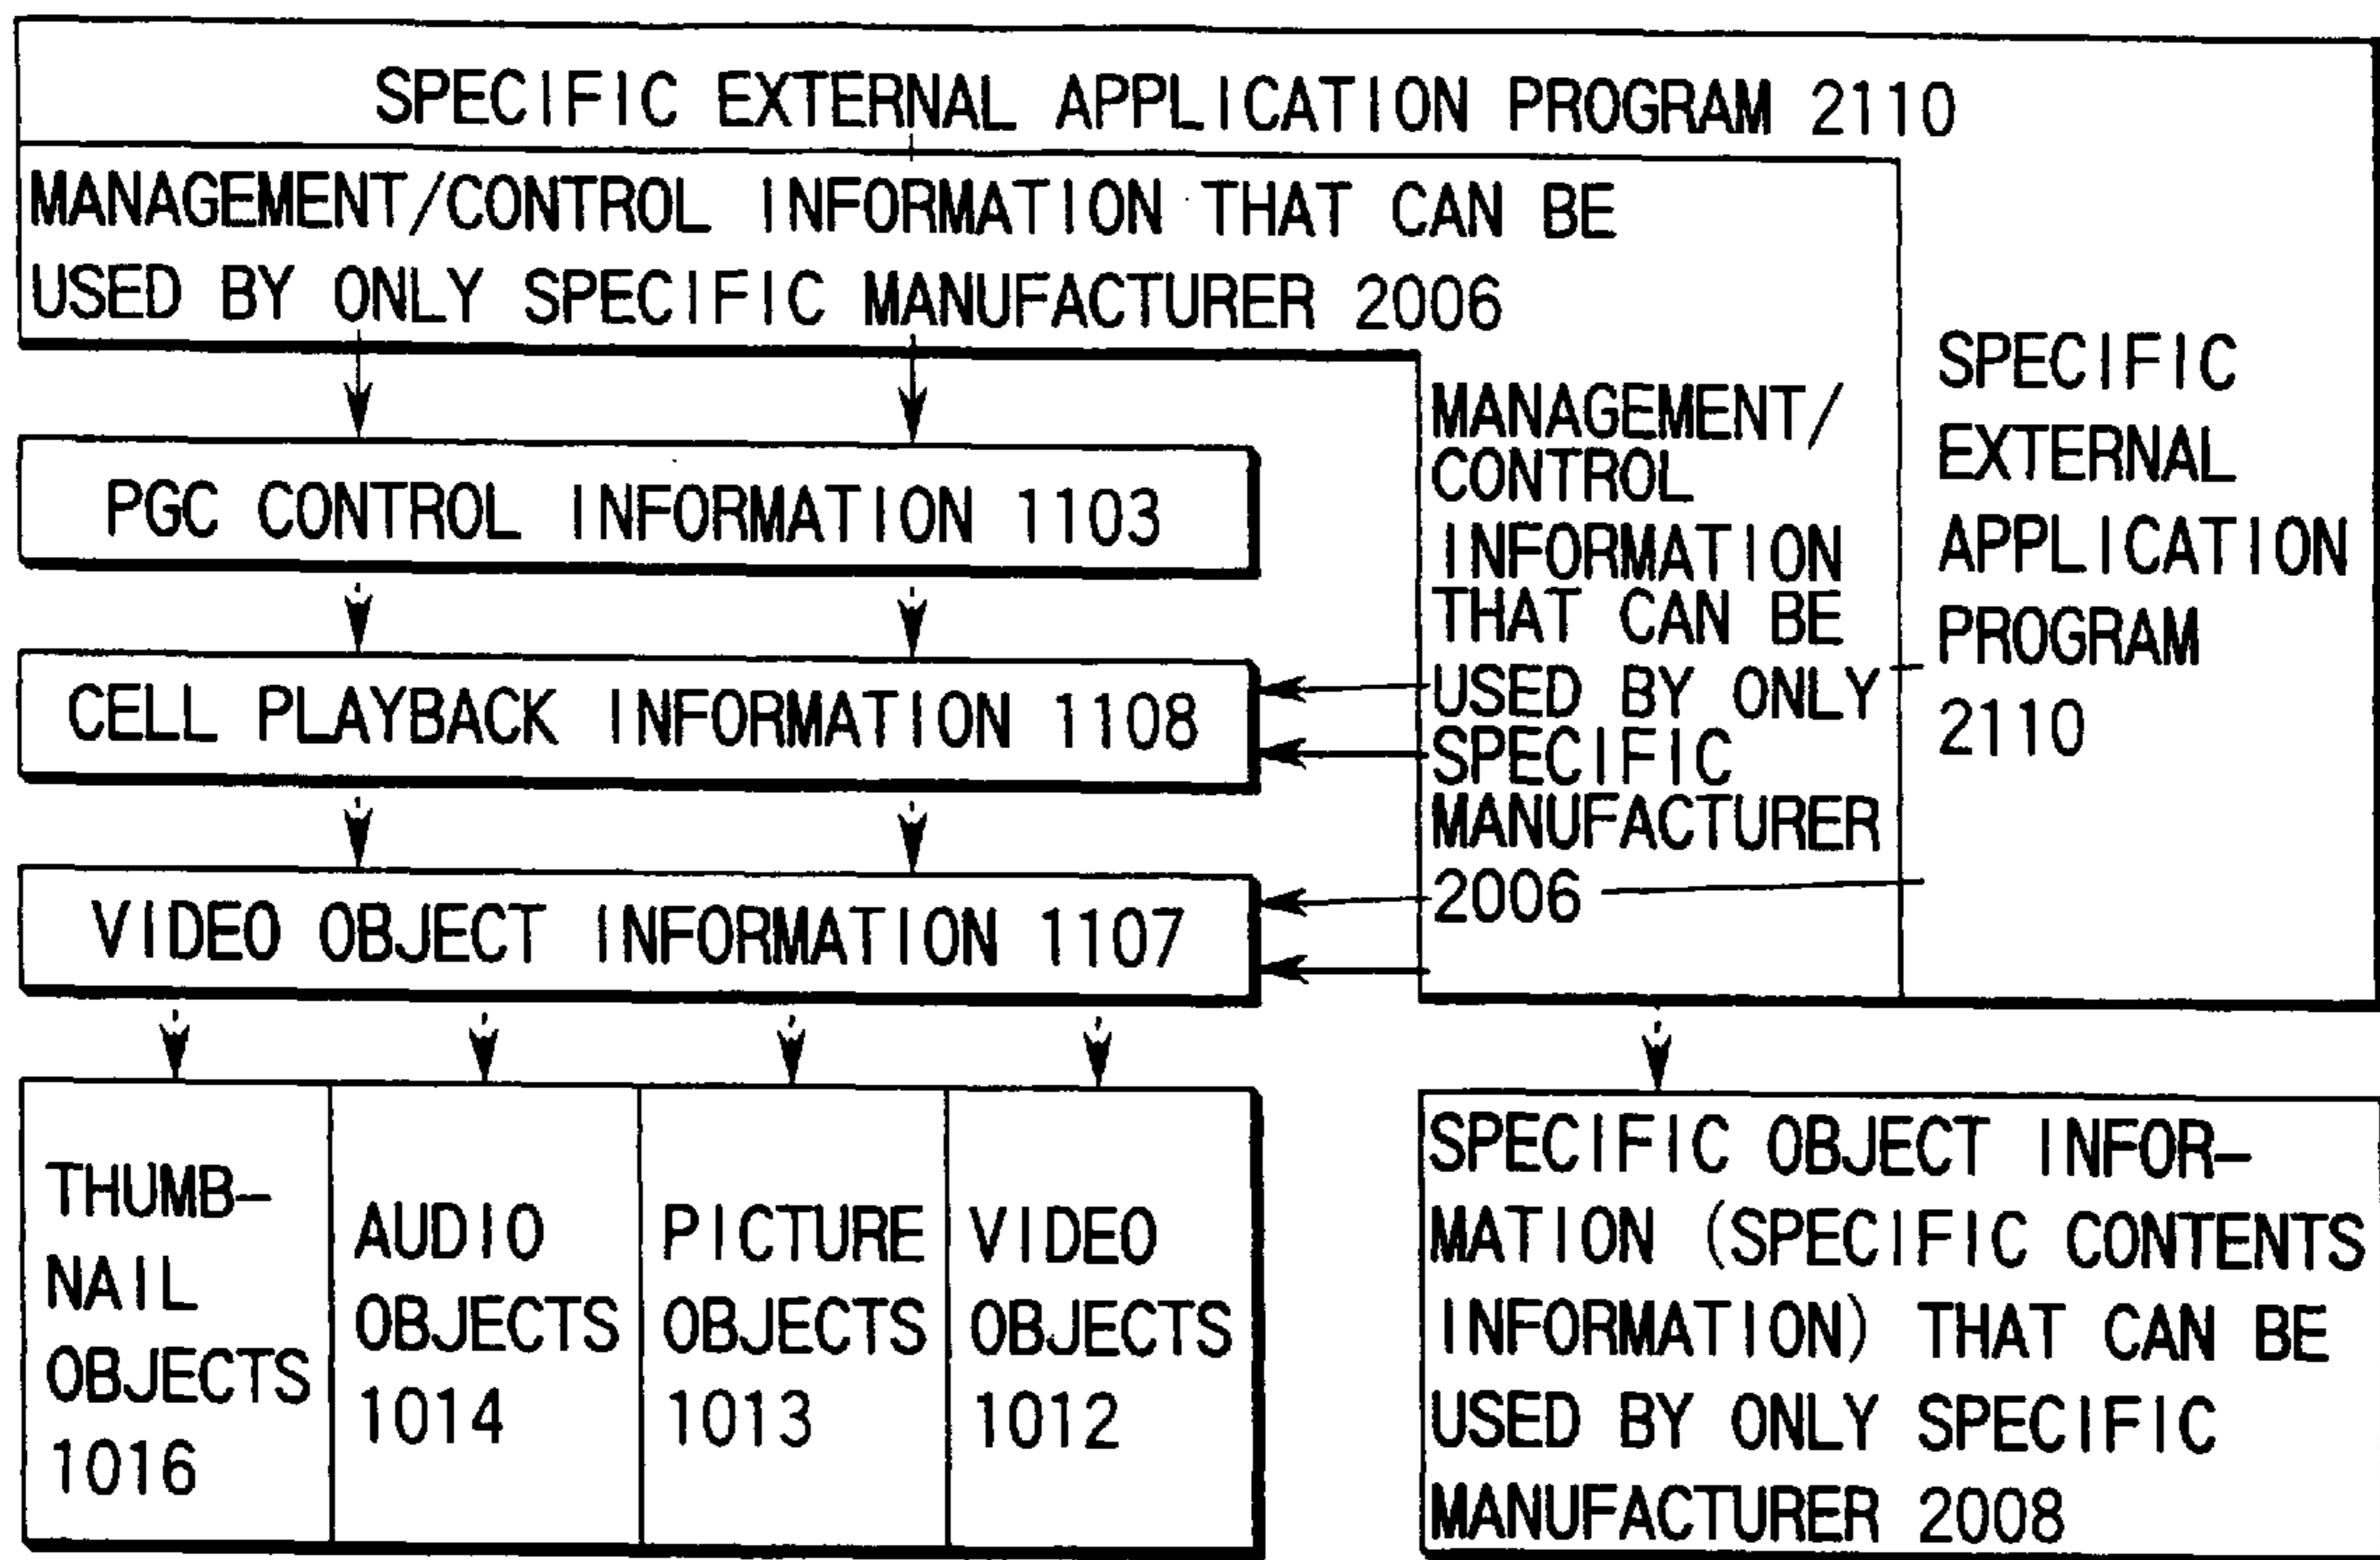 SPECIFIC EXTERNAL APPLICATION PROGRAM 2110
MANAGEMENT/CONTROL INFORMATION THAT CAN BE
USED BY ONLY SPECIFIC MANUFACTURER 2006
PGC CONTROL INFORMATION 1103
CELL PLAYBACK INFORMATION 1108
VIDEO OBJECT INFORMATION 1107
MANAGEMENT/
CONTROL
INFORMATION
THAT CAN BE
USED BY ONLY
SPECIFIC
MANUFACTURER
2006
SPECIFIC
EXTERNAL
APPLICATION
PROGRAM
2110
THUMB-
NAIL
OBJECTS
1016
AUDIO
OBJECTS
1014
PICTURE
OBJECTS
1013
VIDEO
OBJECTS
1012
SPECIFIC OBJECT INFOR-
MATION (SPECIFIC CONTENTS
INFORMATION) THAT CAN BE
USED BY ONLY SPECIFIC
MANUFACTURER 2008